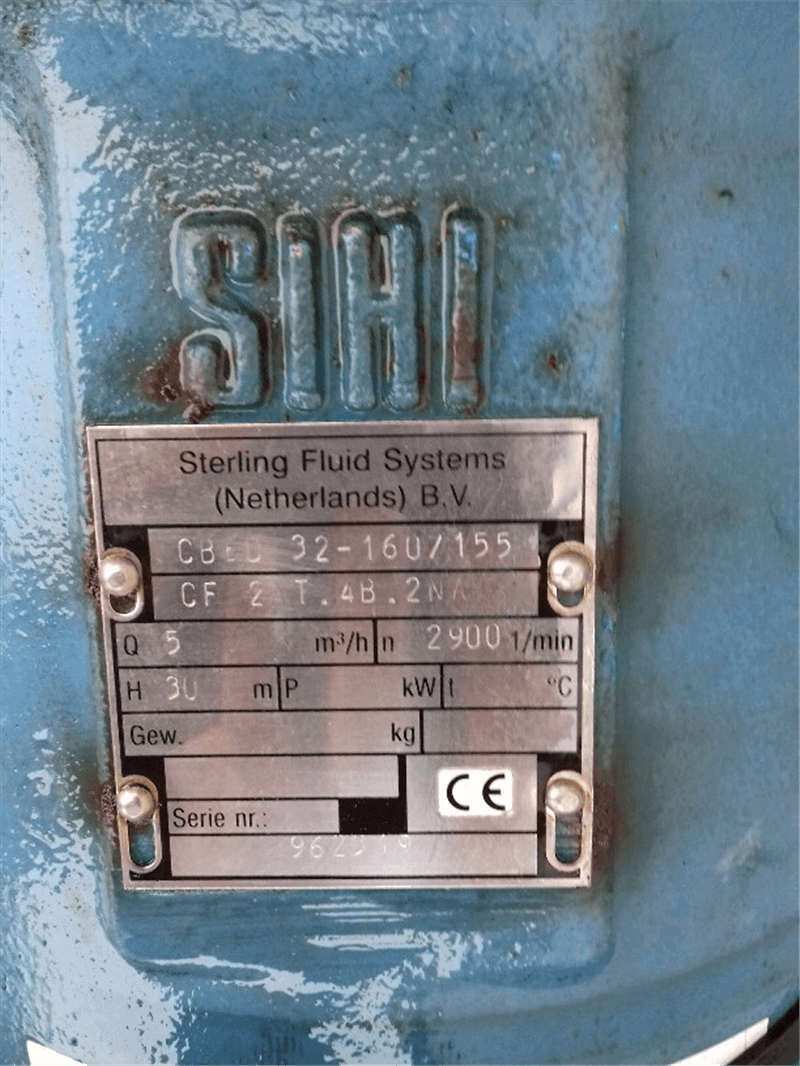 SIHI
Sterling Fluid Systems
(Netherlands) B.V.
32-160/155
CF 2 T.4B.2NA
Q 5 m³/h n 2900 1/min
H 30 m P kW t °C
Gew. kg
CE
Serie nr.: